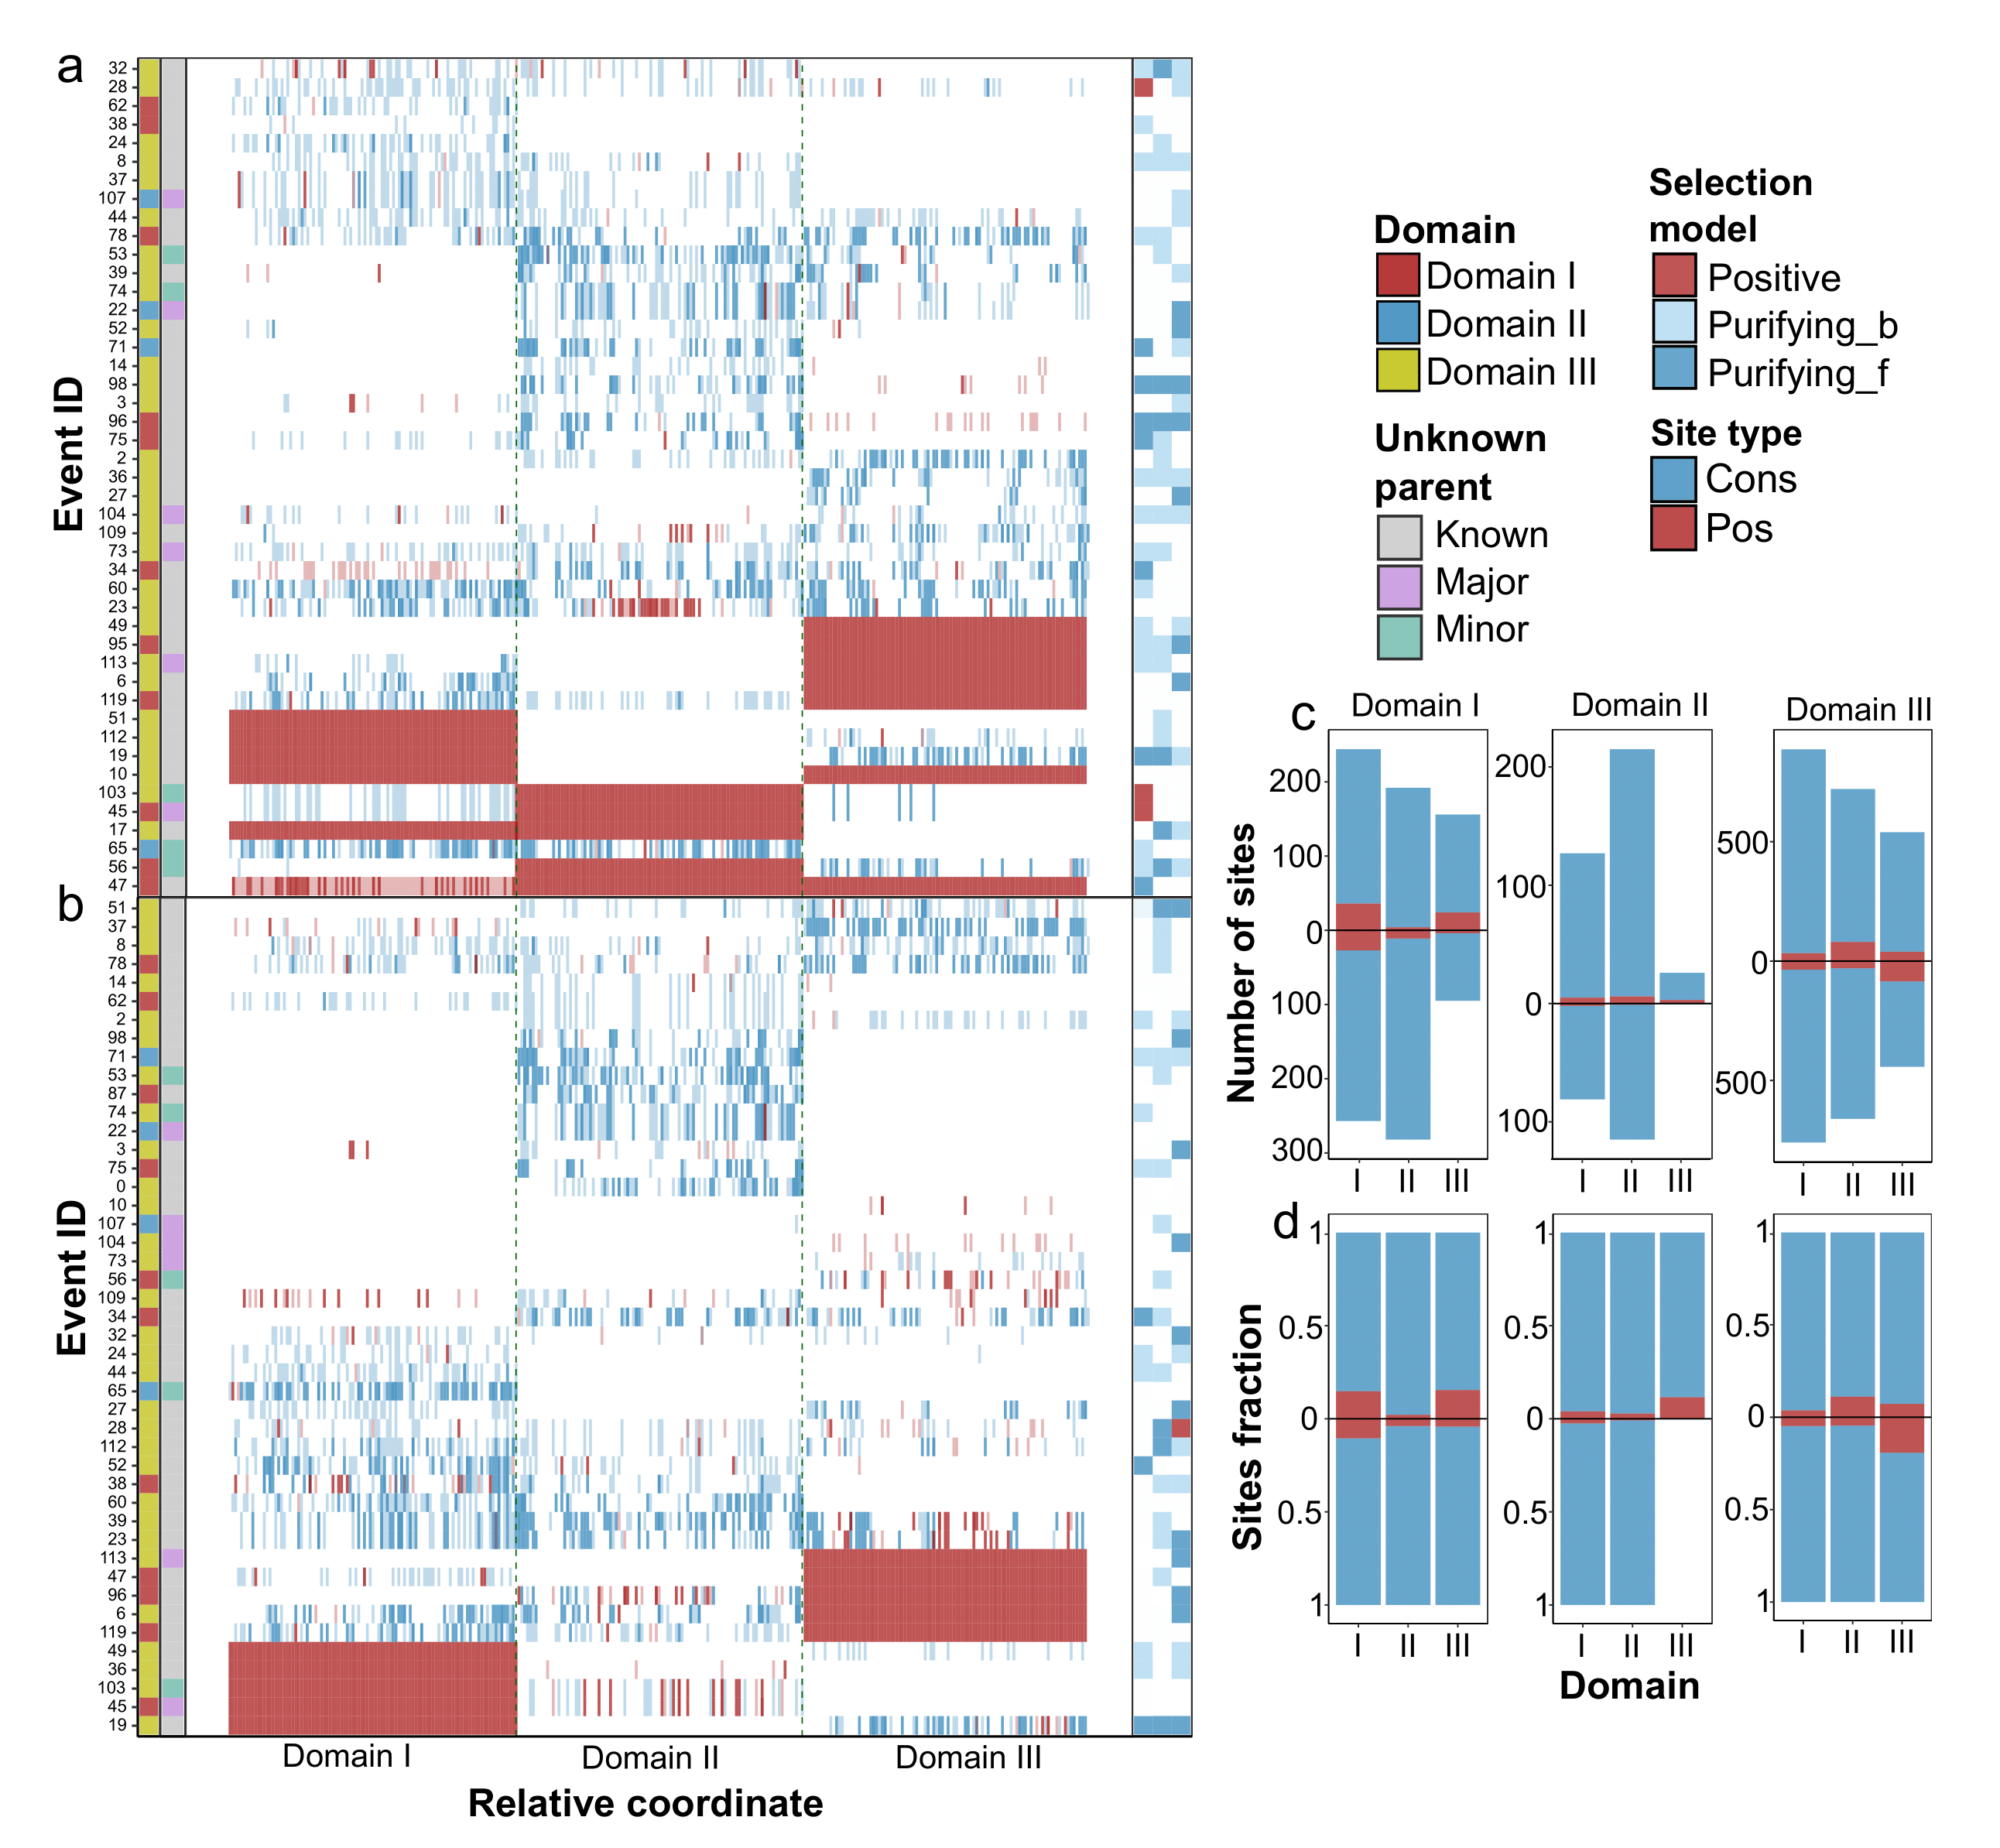 a
32
28
62
38
24
8
37
107
44
78
53
39
74
22
52
71
14
98
3
96
75
2
36
27
104
109
73
34
60
23
49
95
113
6
119
51
112
19
10
103
45
17
65
56
47
Event ID
b
51
37
8
78
14
62
2
98
71
53
87
74
22
3
75
0
10
107
104
73
56
109
34
32
24
44
65
27
28
112
52
38
60
39
23
113
47
96
6
119
49
36
103
45
19
Event ID
Domain I
Domain II
Domain III
Relative coordinate
Domain
Domain I
Domain II
Domain III
Unknown
parent
Known
Major
Minor
Selection
model
Positive
Purifying_b
Purifying_f
Site type
Cons
Pos
c
Domain I
Domain II
Domain III
Number of sites
200
100
0
100
200
300
I
II
III
200
100
0
100
I
II
III
500
0
500
I
II
III
d
Sites fraction
1
0.5
0
0.5
1
I
II
III
1
0.5
0
0.5
1
I
II
III
1
0.5
0
0.5
1
I
II
III
Domain